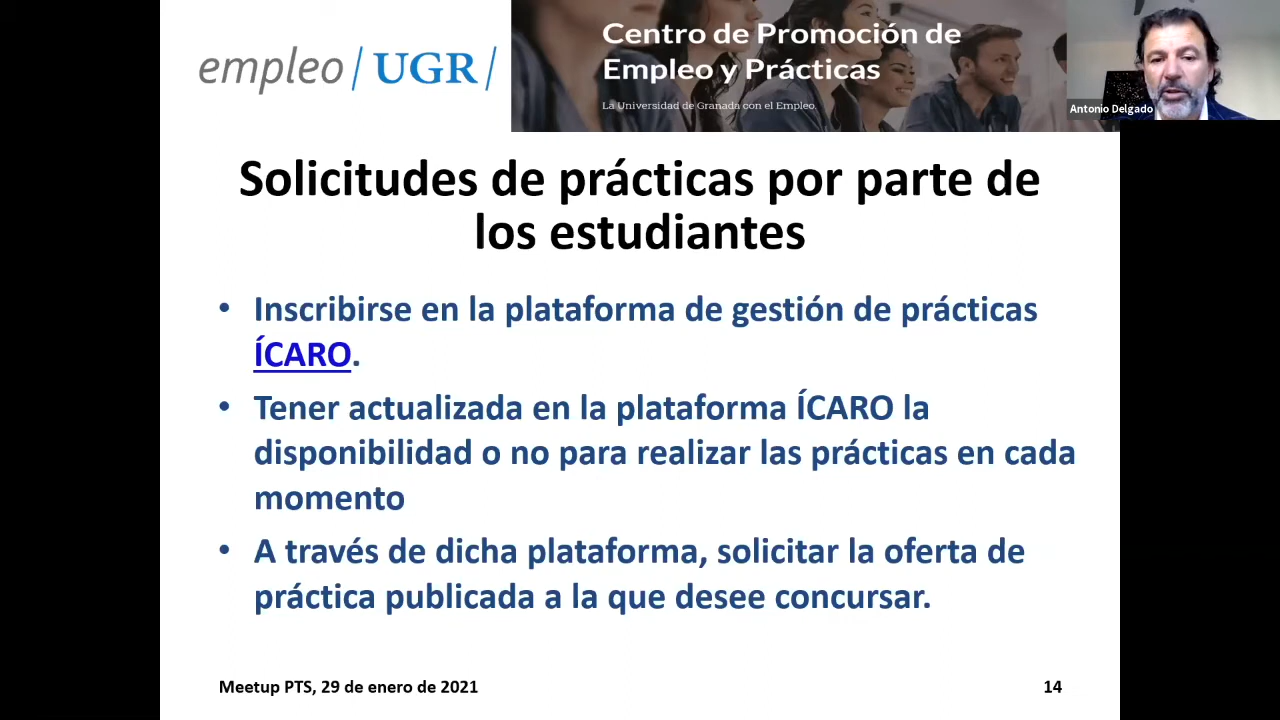 empleo/UGR/
Centro de Promoción de
Empleo y Prácticas
La Universidad de Granada con el Empleo.
Antonio Delgado
Solicitudes de prácticas por parte de
los estudiantes
• Inscribirse en la plataforma de gestión de prácticas
ÍCARO.
• Tener actualizada en la plataforma ÍCARO la
disponibilidad o no para realizar las prácticas en cada
momento
• A través de dicha plataforma, solicitar la oferta de
práctica publicada a la que desee concursar.
Meetup PTS, 29 de enero de 2021
14